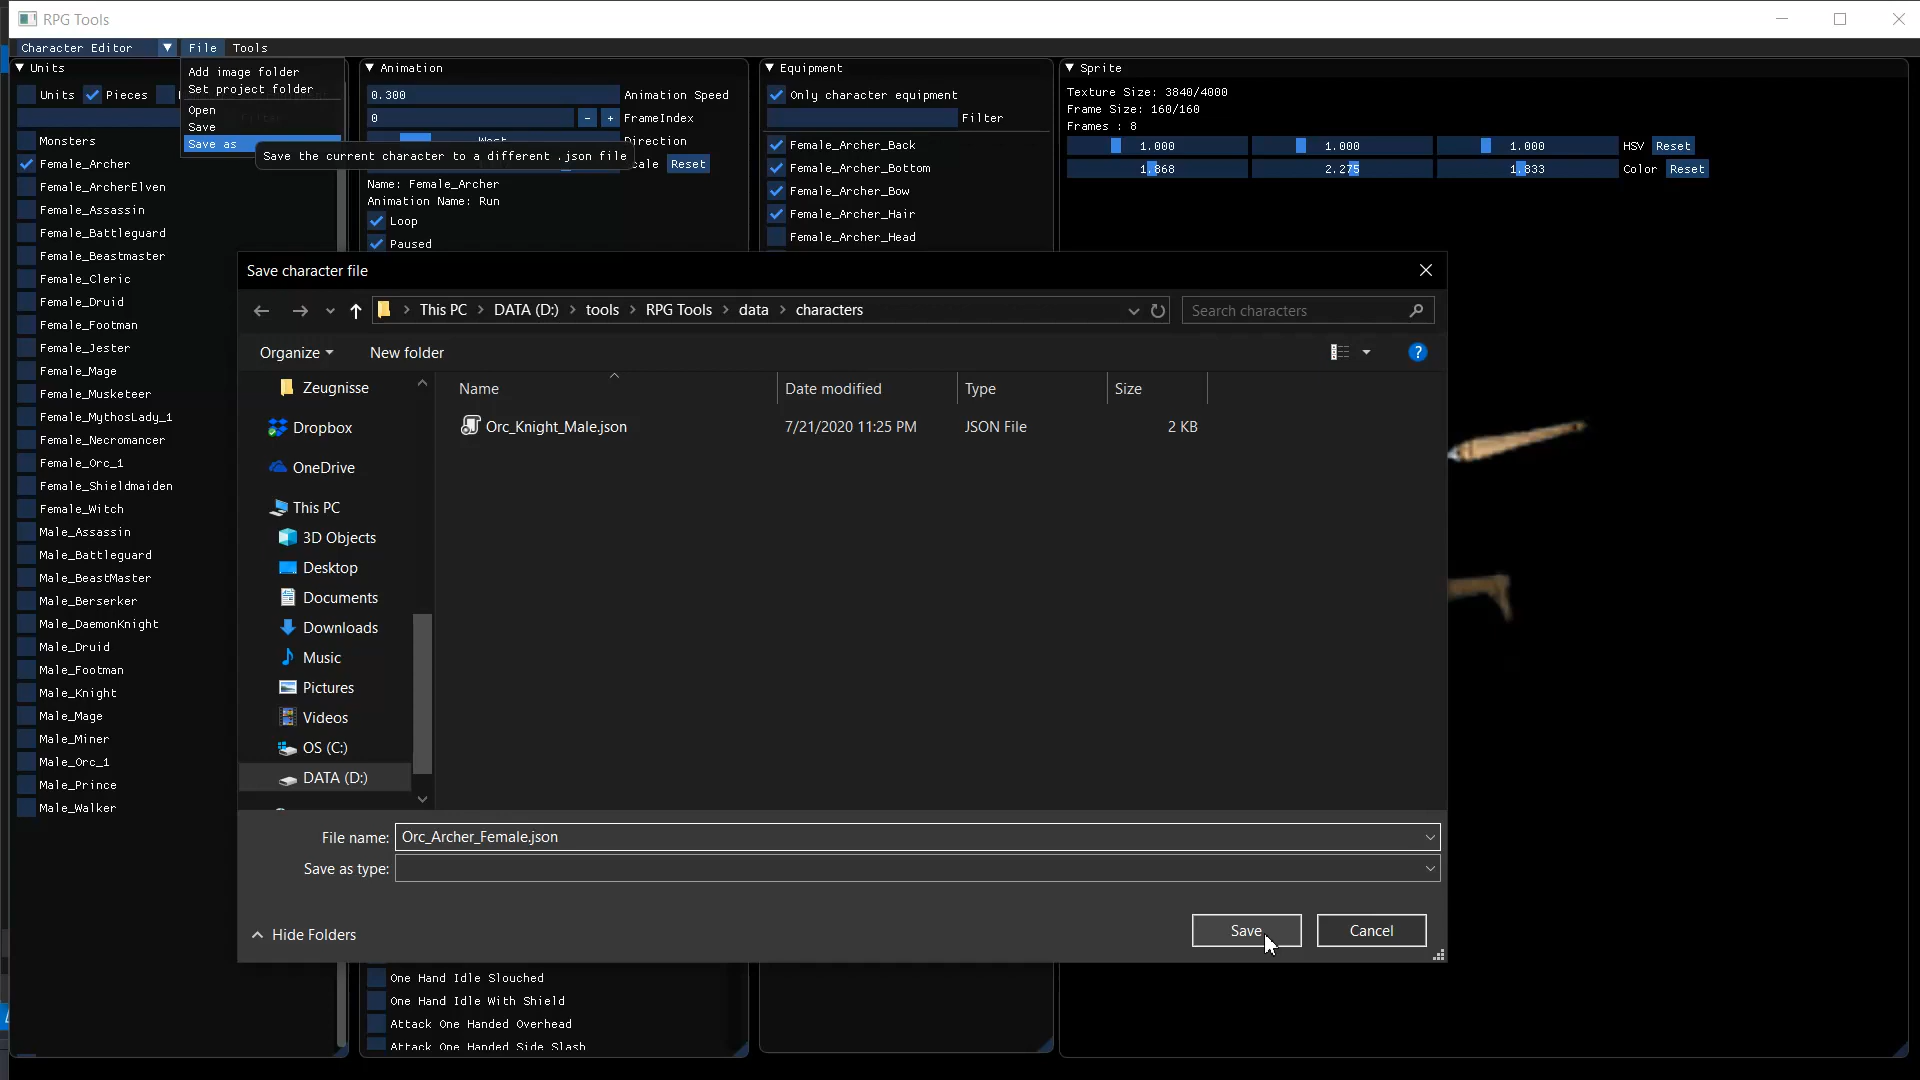 RPG Tools
Character Editor File Tools
Units
Units Pieces
Monsters
Female_Archer
Female_ArcherElven
Female_Assassin
Female_Battleguard
Female_Beastmaster
Female_Cleric
Female_Druid
Female_Footman
Female_Jester
Female_Mage
Female_Musketeer
Female_MythosLady_1
Female_Necromancer
Female_Orc_1
Female_Shieldmaiden
Female_Witch
Male_Assassin
Male_Battleguard
Male_BeastMaster
Male_Berserker
Male_DaemonKnight
Male_Druid
Male_Footman
Male_Knight
Male_Mage
Male_Miner
Male_Orc_1
Male_Prince
Male_Walker
Add image folder
Set project folder
Open
Save
Save as
Save the current character to a different .json file
Animation
0.300 Animation Speed
0 - + FrameIndex
West Direction
Reset
Name: Female_Archer
Animation Name: Run
Loop
Paused
One Hand Idle Slouched
One Hand Idle With Shield
Attack One Handed Overhead
Attack One Handed Side Slash
Equipment
Only character equipment
Filter
Female_Archer_Back
Female_Archer_Bottom
Female_Archer_Bow
Female_Archer_Hair
Female_Archer_Head
Sprite
Texture Size: 3840/4000
Frame Size: 160/160
Frames : 8
1.000 1.000 1.000 HSV Reset
1.868 2.275 1.833 Color Reset
Save character file
This PC > DATA (D:) > tools > RPG Tools > data > characters
Search characters
Organize New folder
?
Name Date modified Type Size
Orc_Knight_Male.json 7/21/2020 11:25 PM JSON File 2 KB
Zeugnisse
Dropbox
OneDrive
This PC
3D Objects
Desktop
Documents
Downloads
Music
Pictures
Videos
OS (C:)
DATA (D:)
File name: Orc_Archer_Female.json
Save as type:
Hide Folders
Save Cancel